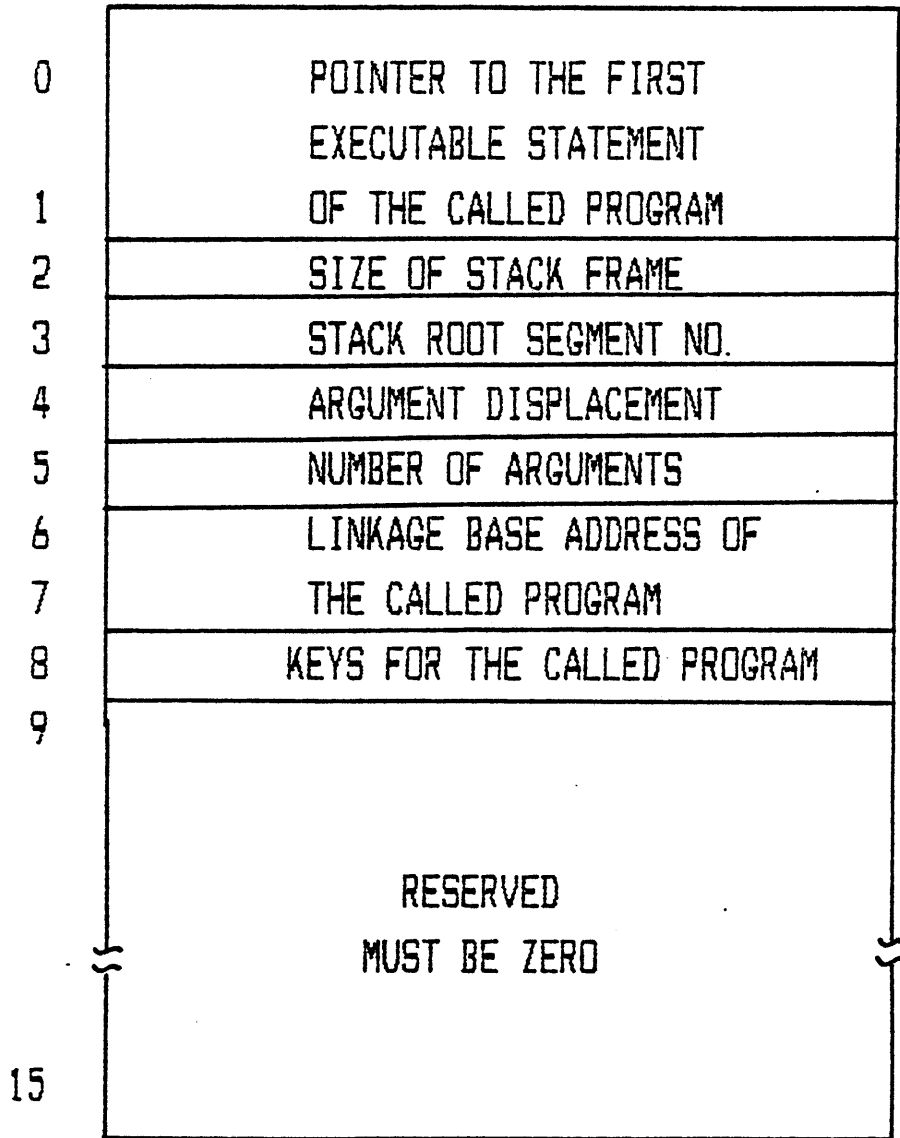 0 POINTER TO THE FIRST
EXECUTABLE STATEMENT
1 OF THE CALLED PROGRAM
2 SIZE OF STACK FRAME
3 STACK ROOT SEGMENT NO.
4 ARGUMENT DISPLACEMENT
5 NUMBER OF ARGUMENTS
6 LINKAGE BASE ADDRESS OF
7 THE CALLED PROGRAM
8 KEYS FOR THE CALLED PROGRAM
9
RESERVED
MUST BE ZERO
15